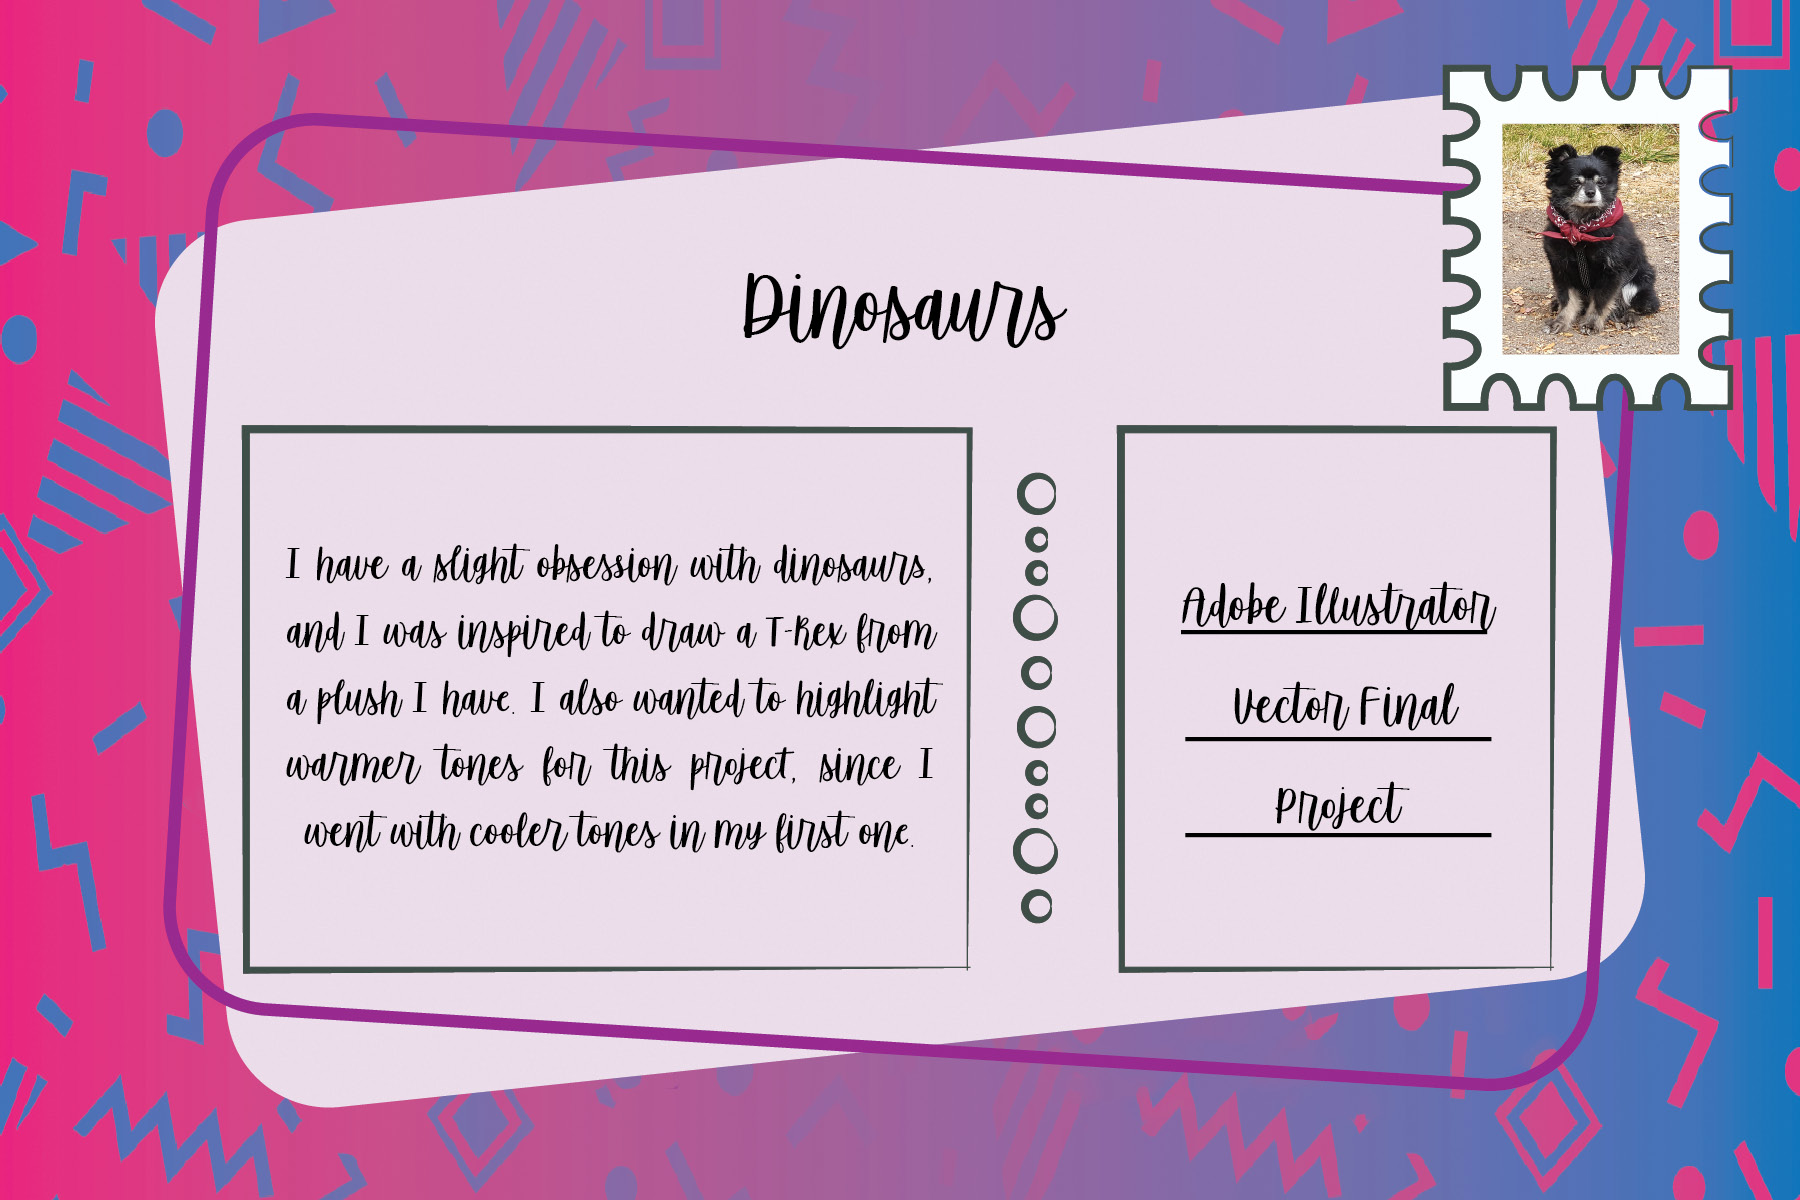 Dinosaurs
I have a slight obsession with dinosaurs,
and I was inspired to draw a T-Rex from
a plush I have. I also wanted to highlight
warmer tones for this project, since I
went with cooler tones in my first one.
Adobe Illustrator
Vector Final
Project